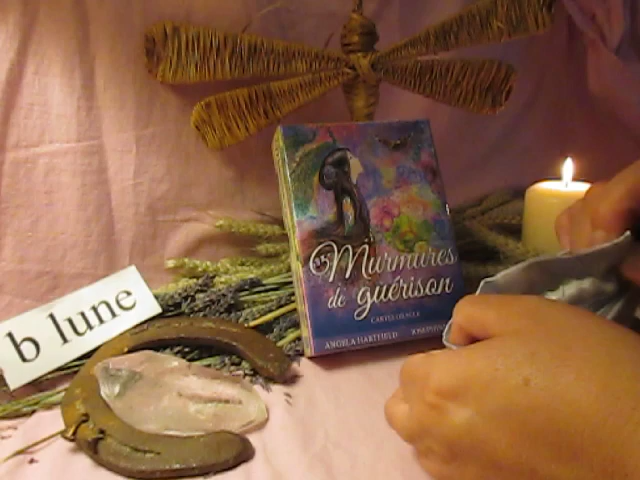 b lune
Murmures
de guérison
CARTES ORACLE
ANGELA HARTFIELD